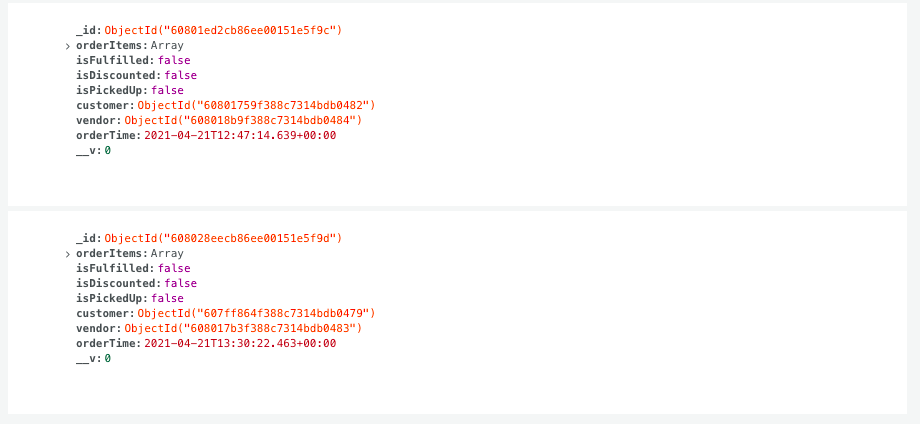 _id: ObjectId("60801ed2cb86ee00151e5f9c")
> orderItems: Array
isFulfilled: false
isDiscounted: false
isPickedUp: false
customer: ObjectId("60801759f388c7314bdb0482")
vendor: ObjectId("608018b9f388c7314bdb0484")
orderTime: 2021-04-21T12:47:14.639+00:00
__v: 0
_id: ObjectId("608028eecb86ee00151e5f9d")
> orderItems: Array
isFulfilled: false
isDiscounted: false
isPickedUp: false
customer: ObjectId("607ff864f388c7314bdb0479")
vendor: ObjectId("608017b3f388c7314bdb0483")
orderTime: 2021-04-21T13:30:22.463+00:00
__v: 0